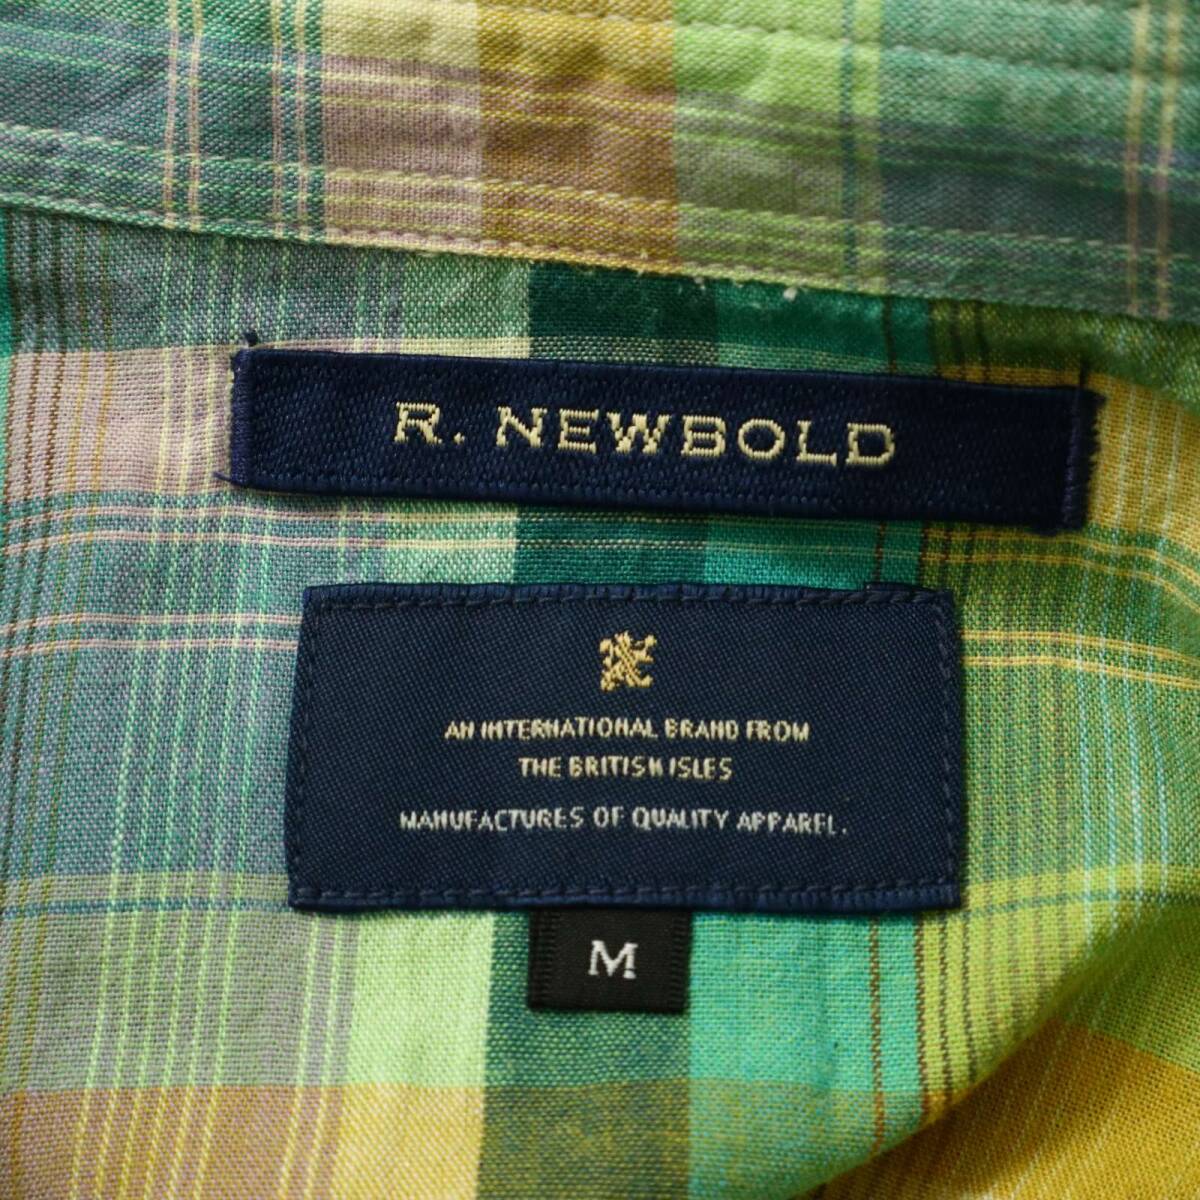 R. NEWBOLD
AN INTERNATIONAL BRAND FROM
THE BRITISH ISLES
MANUFACTURES OF QUALITY APPAREL.
M